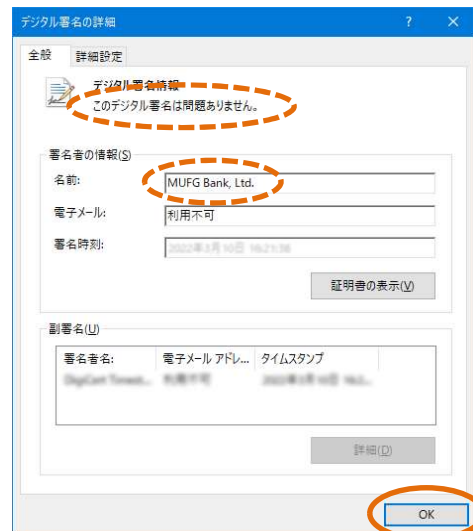 デジタル署名の詳細 ? ×
全般 詳細設定
デジタル署名情報
このデジタル署名は問題ありません。
署名者の情報(S)
名前: MUFG Bank, Ltd.
電子メール: 利用不可
署名時刻:
証明書の表示(V)
副署名(U)
署名者名: 電子メール アドレ... タイムスタンプ
詳細(D)
OK